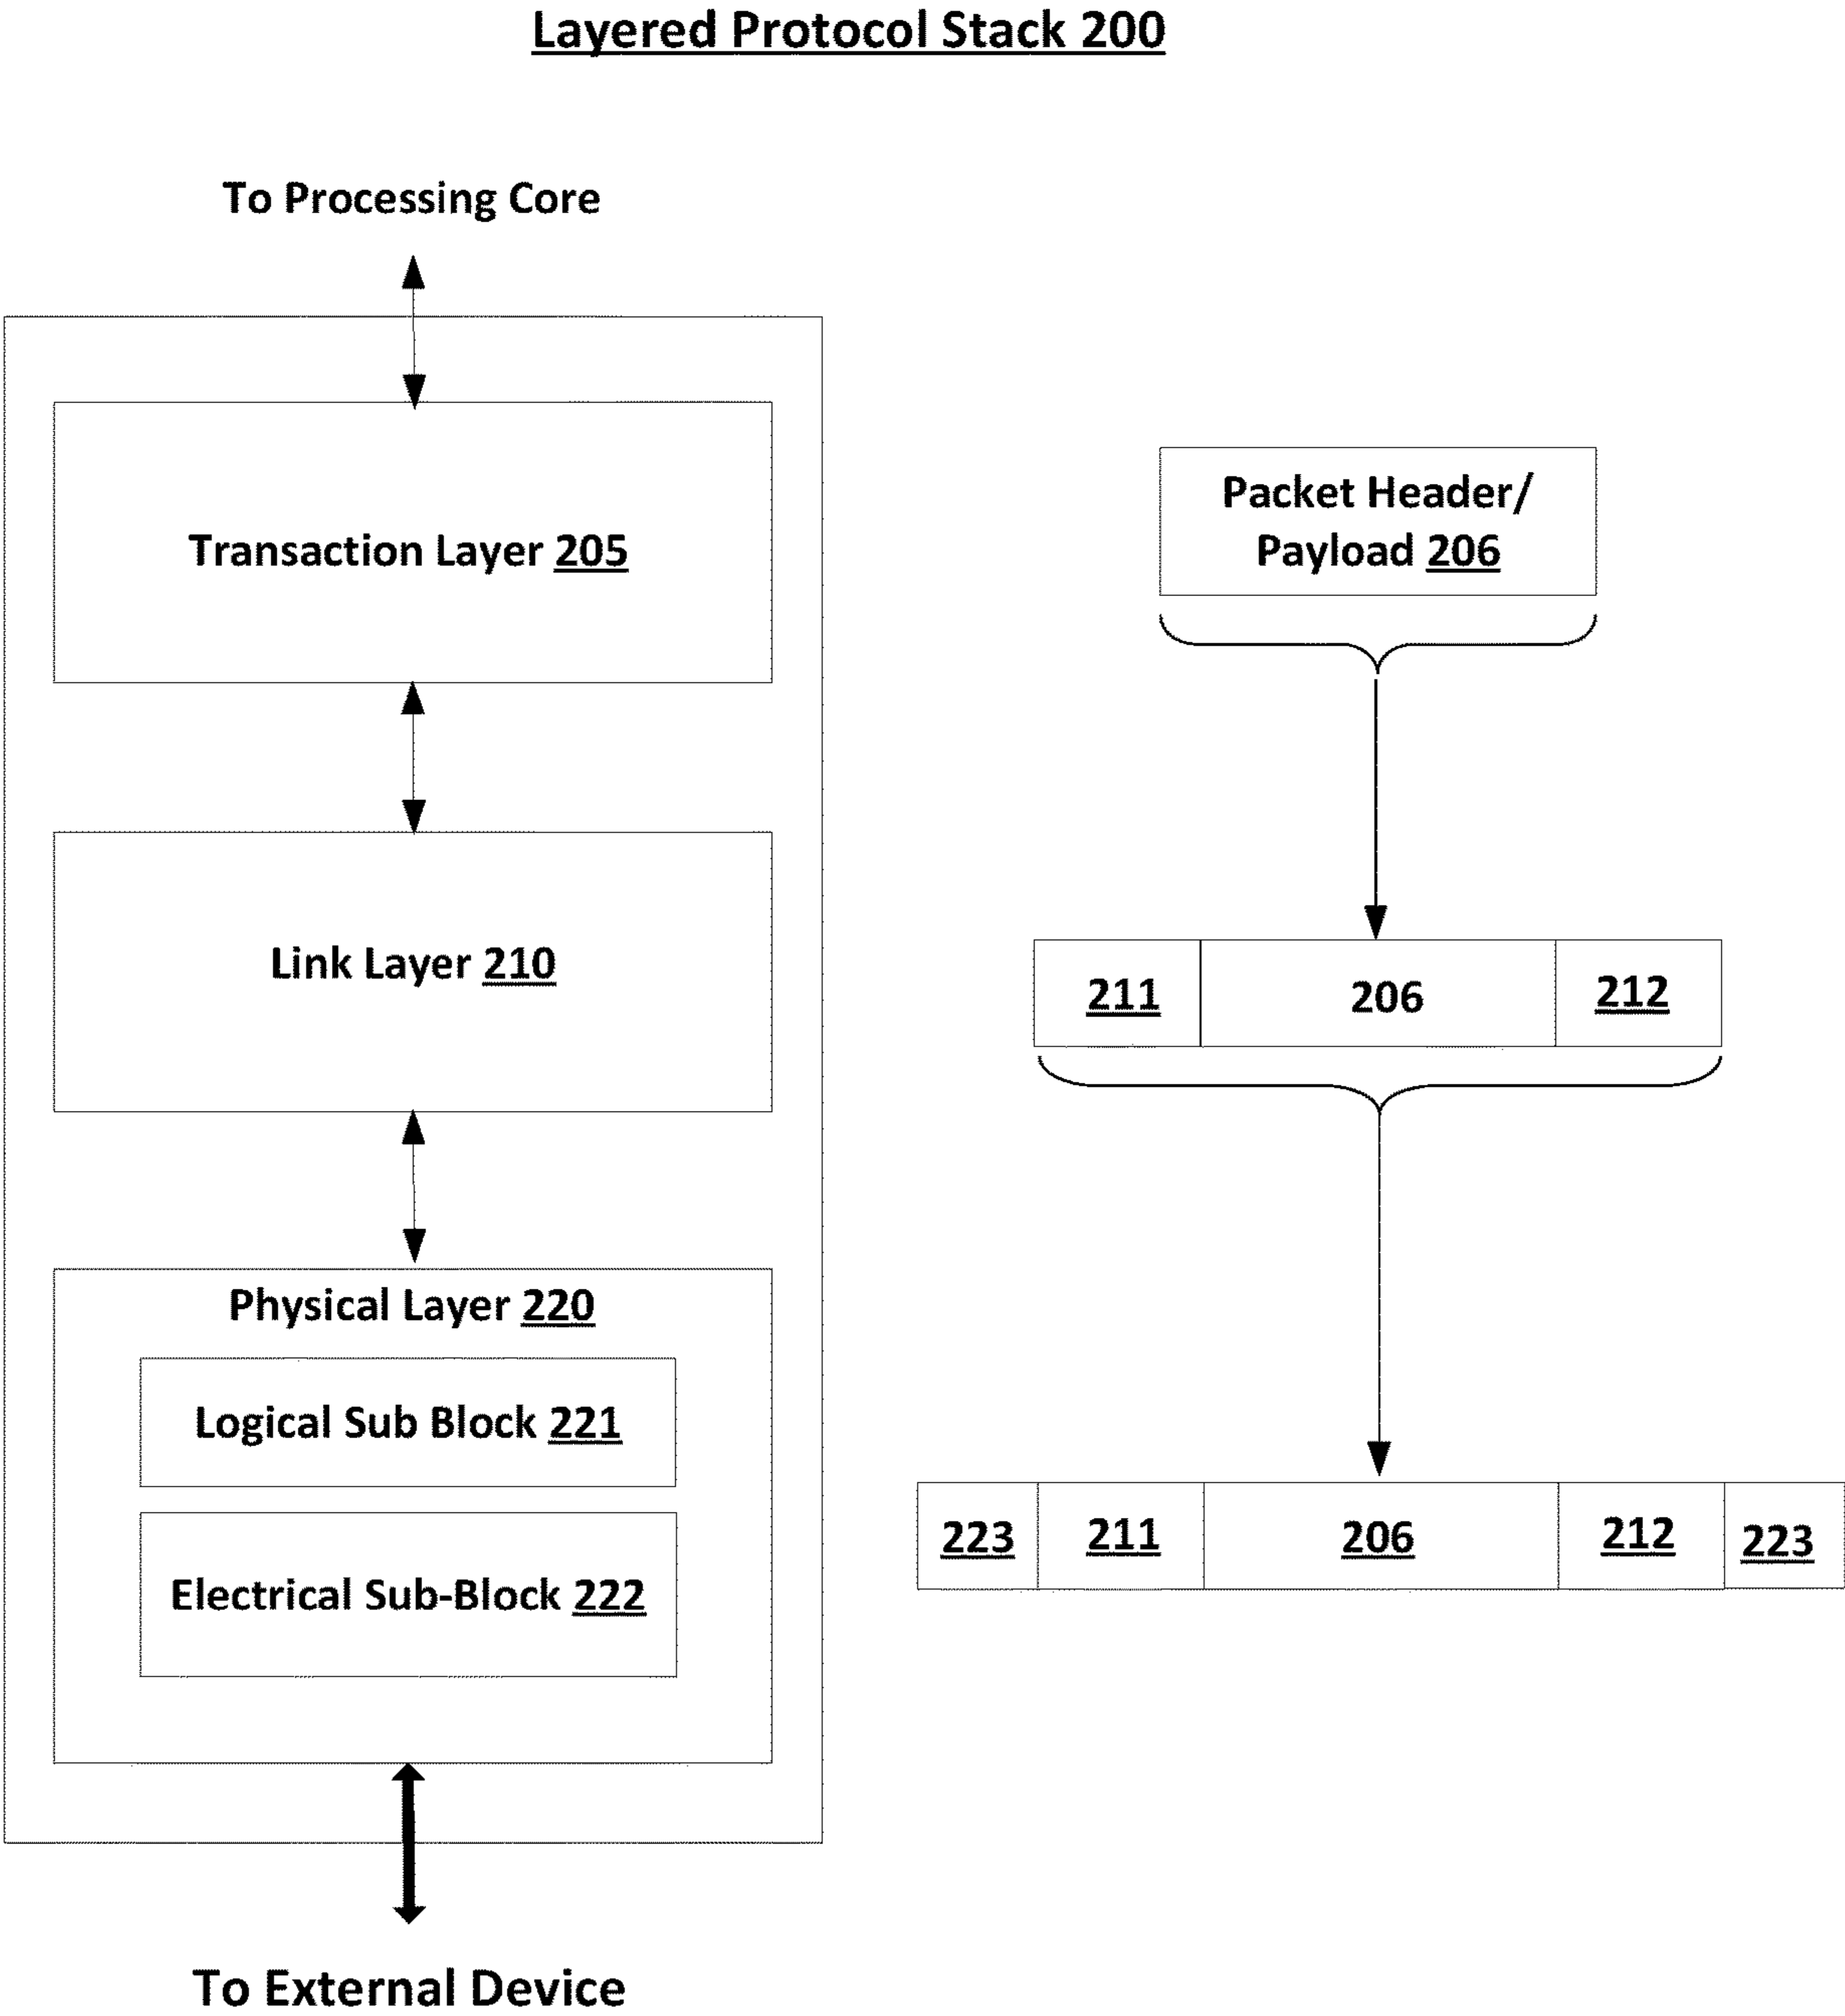 Layered Protocol Stack 200
To Processing Core
Transaction Layer 205
Packet Header/
Payload 206
Link Layer 210
211 206 212
Physical Layer 220
Logical Sub Block 221
Electrical Sub-Block 222
223 211 206 212 223
To External Device